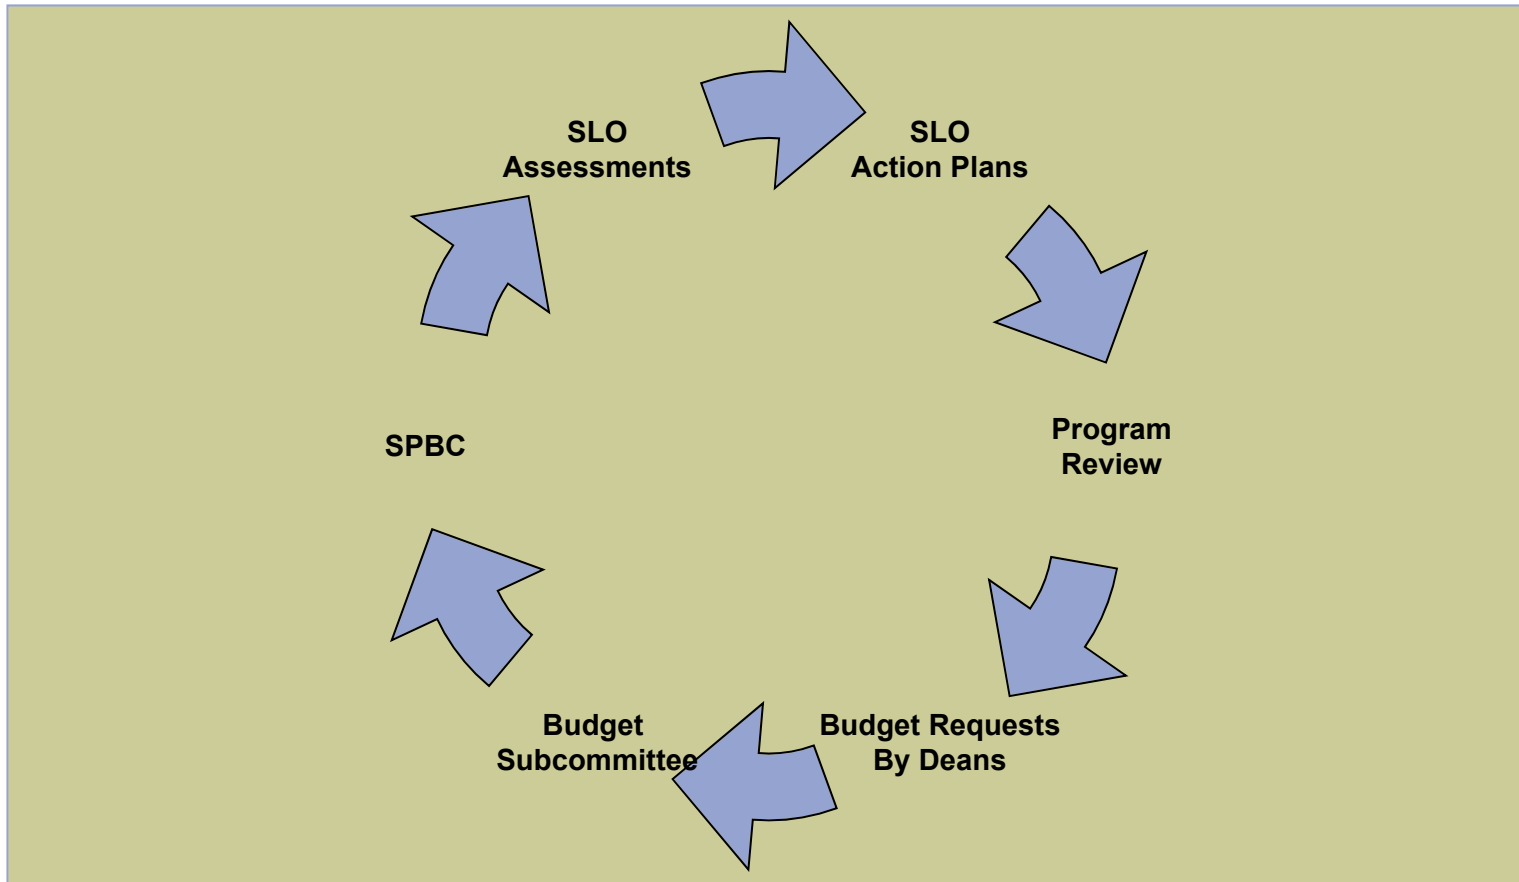 SLO
Assessments
SLO
Action Plans
Program
Review
Budget Requests
By Deans
Budget
Subcommittee
SPBC